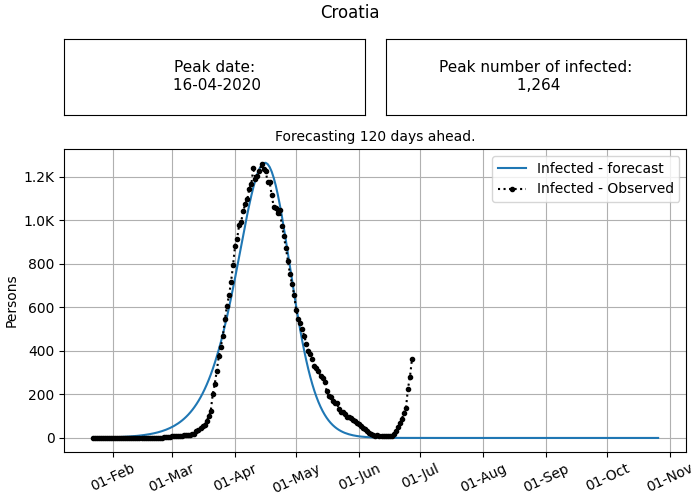 Croatia
Peak date:
16-04-2020
Peak number of infected:
1,264
Forecasting 120 days ahead.
Infected - forecast
Infected - Observed
Persons
1.2K
1.0K
800
600
400
200
0
01-Feb
01-Mar
01-Apr
01-May
01-Jun
01-Jul
01-Aug
01-Sep
01-Oct
01-Nov